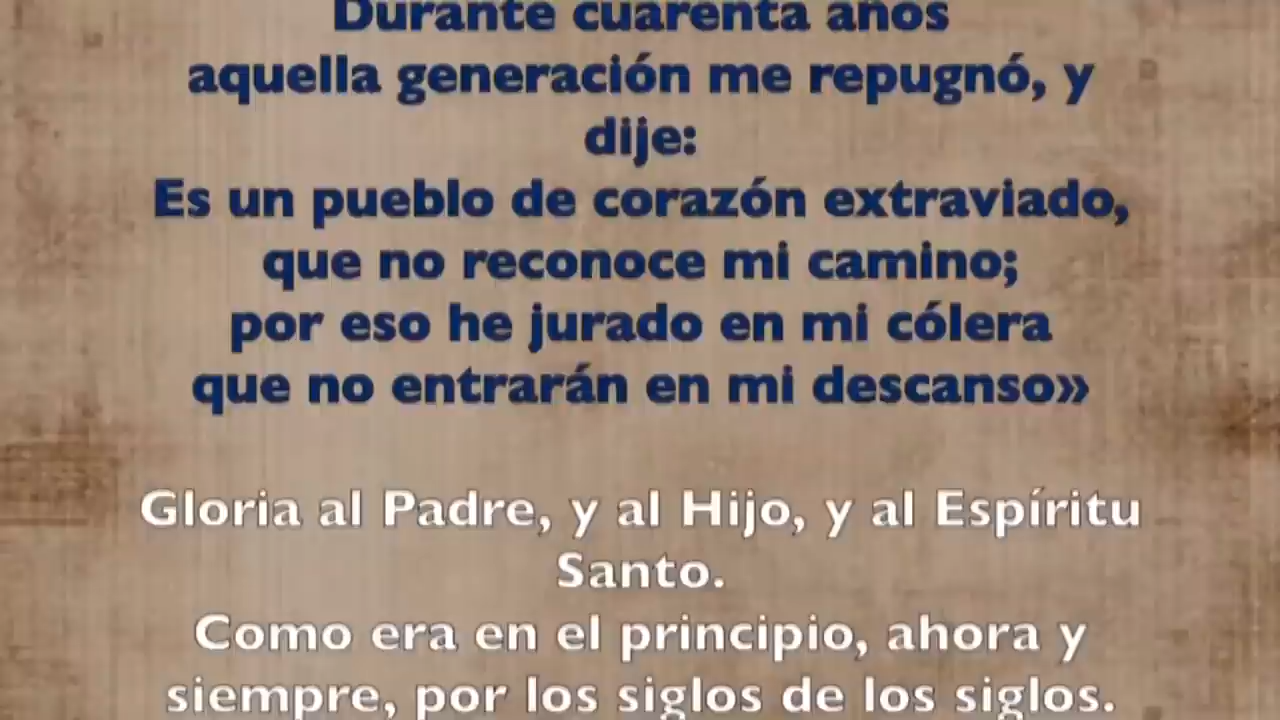 Durante cuarenta años
aquella generación me repugnó, y
dije:
Es un pueblo de corazón extraviado,
que no reconoce mi camino;
por eso he jurado en mi cólera
que no entrarán en mi descanso»
Gloria al Padre, y al Hijo, y al Espíritu
Santo.
Como era en el principio, ahora y
siempre, por los siglos de los siglos.